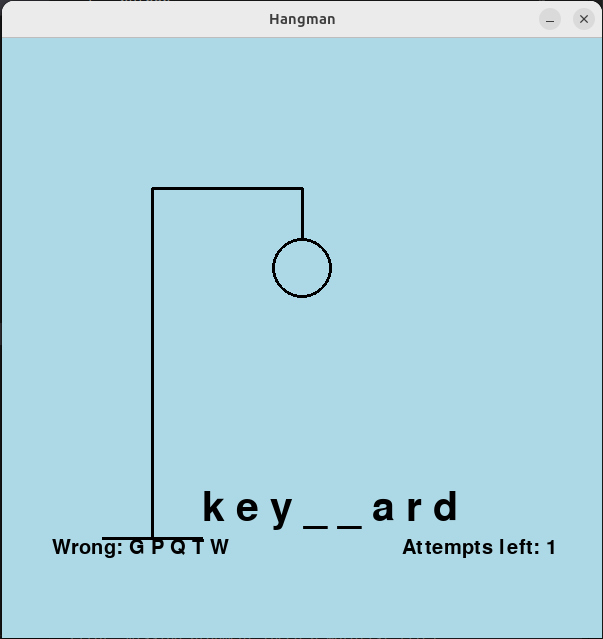 Hangman
k e y _ _ a r d
Wrong: G P Q T W
Attempts left: 1